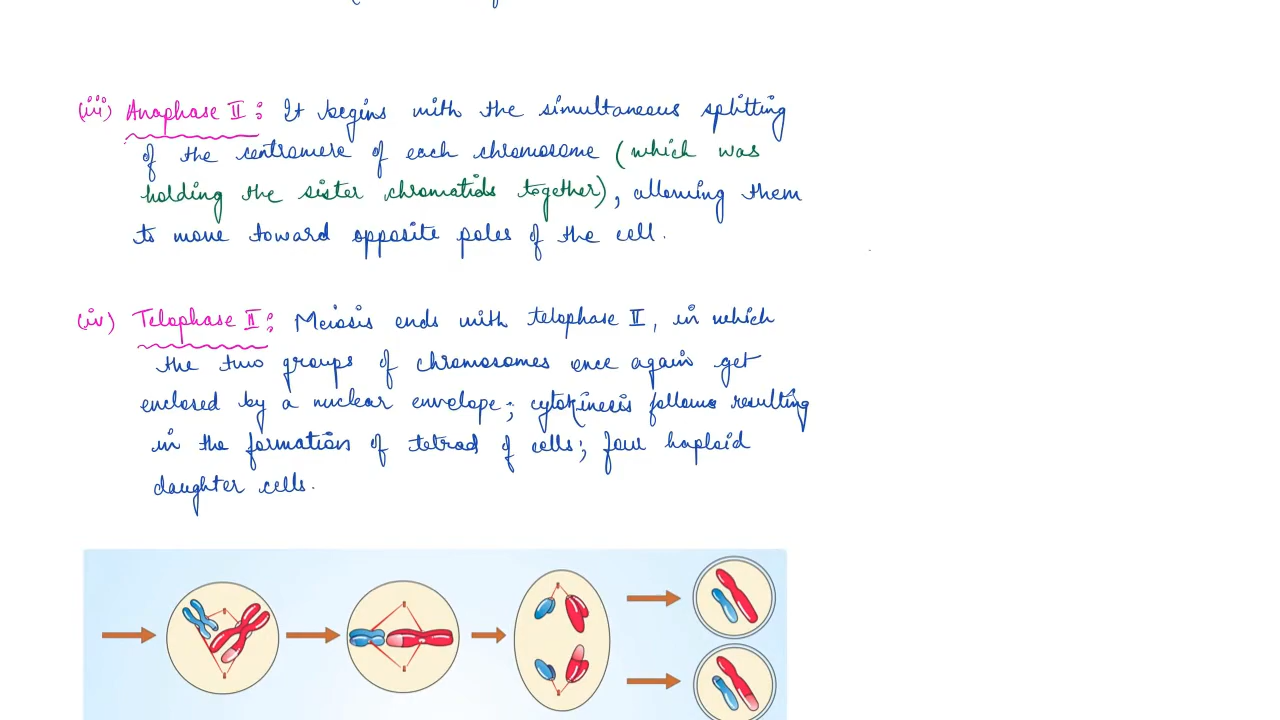 (iii) Anaphase II: It begins with the simultaneous splitting
of the centromere of each chromosome (which was
holding the sister chromatids together), allowing them
to move toward opposite poles of the cell.
(iv) Telophase II: Meiosis ends with telophase II, in which
the two groups of chromosomes once again get
enclosed by a nuclear envelope; cytokinesis follows resulting
in the formation of tetrad of cells; four haploid
daughter cells.